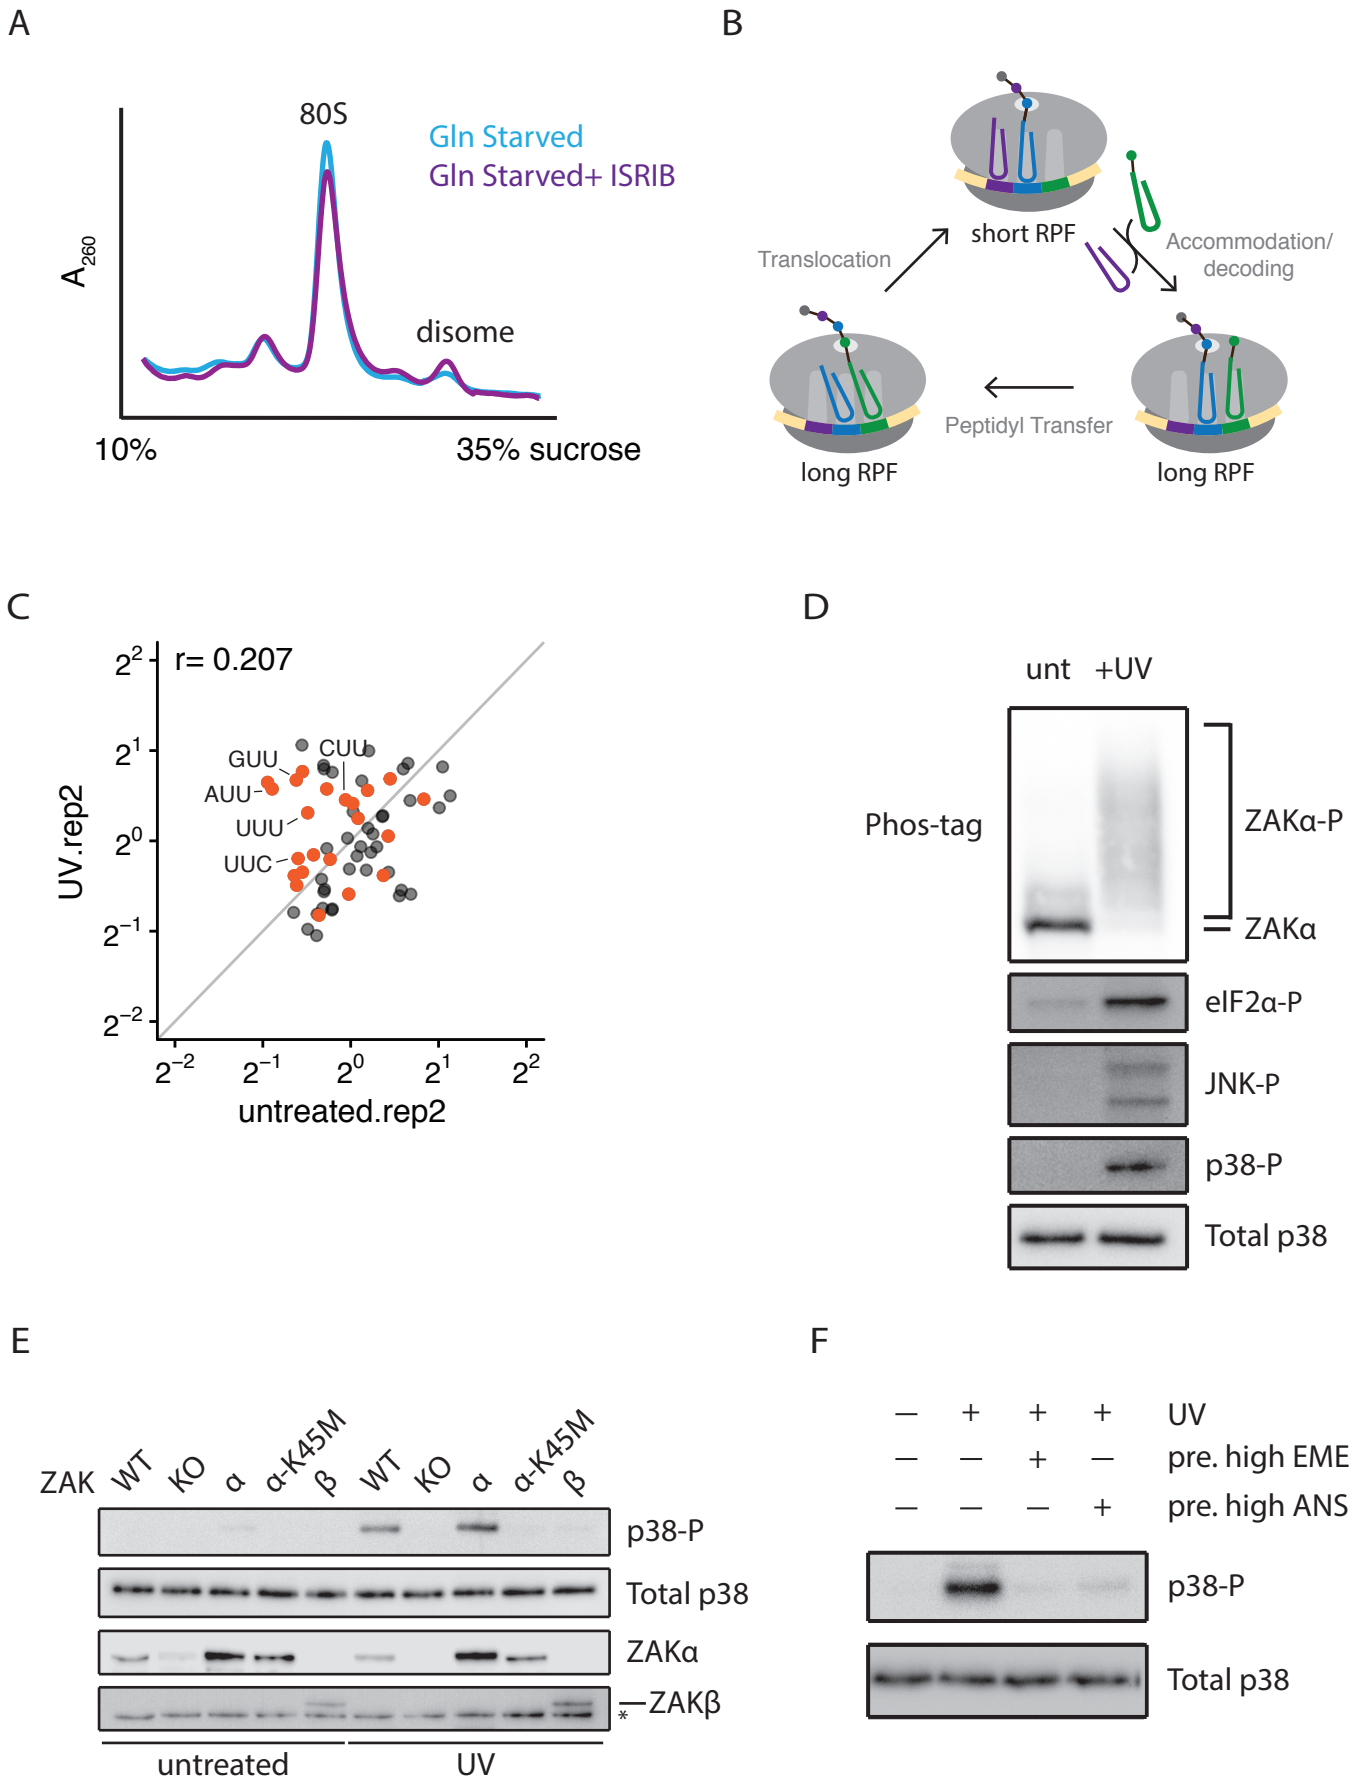 A
80S
Gln Starved
Gln Starved+ ISRIB
A260
disome
10%
35% sucrose
B
short RPF
Translocation
Accommodation/
decoding
Peptidyl Transfer
long RPF
long RPF
C
r= 0.207
2^2
2^1
2^0
2^-1
2^-2
GUU
CUU
AUU
UUU
UUC
UV.rep2
2^-2 2^-1 2^0 2^1 2^2
untreated.rep2
D
unt +UV
Phos-tag
ZAKα-P
ZAKα
eIF2α-P
JNK-P
p38-P
Total p38
E
ZAK WT KO α α-K45M β WT KO α α-K45M β
p38-P
Total p38
ZAKα
ZAKβ
*
untreated UV
F
— + + + UV
— — + — pre. high EME
— — — + pre. high ANS
p38-P
Total p38